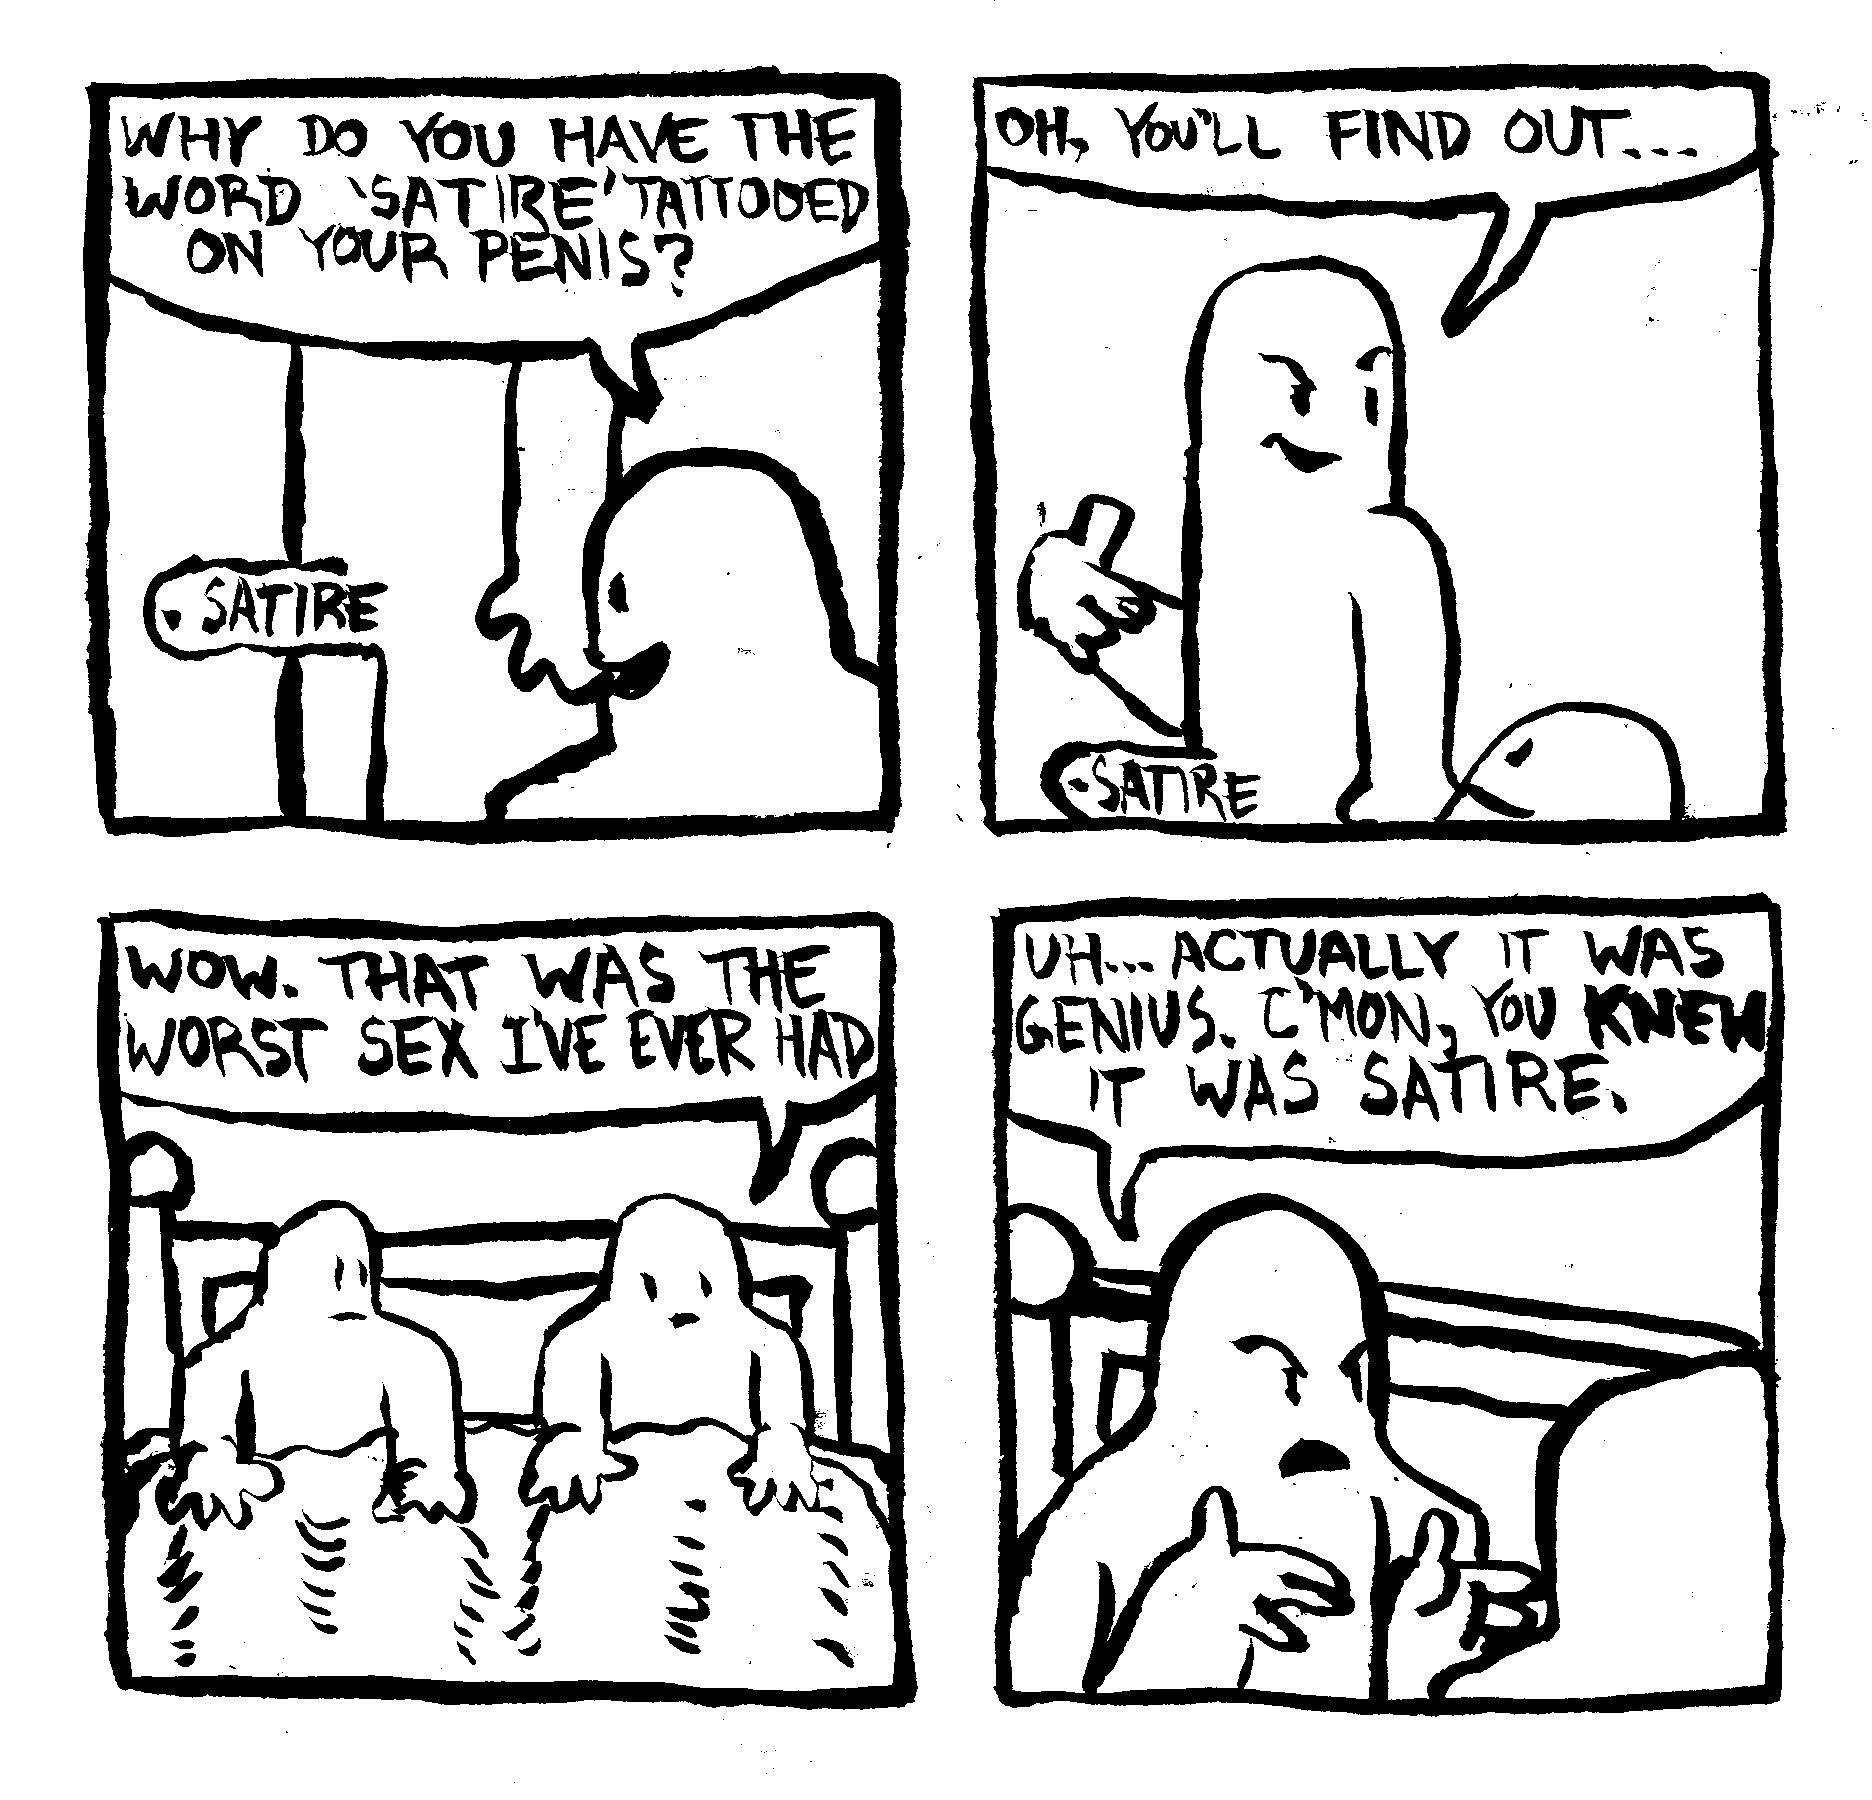 WHY DO YOU HAVE THE
WORD 'SATIRE' TATTOOED
ON YOUR PENIS?
SATIRE
OH, YOU'LL FIND OUT...
SATIRE
WOW. THAT WAS THE
WORST SEX I'VE EVER HAD
UH... ACTUALLY IT WAS
GENIUS. C'MON, YOU KNEW
IT WAS SATIRE.